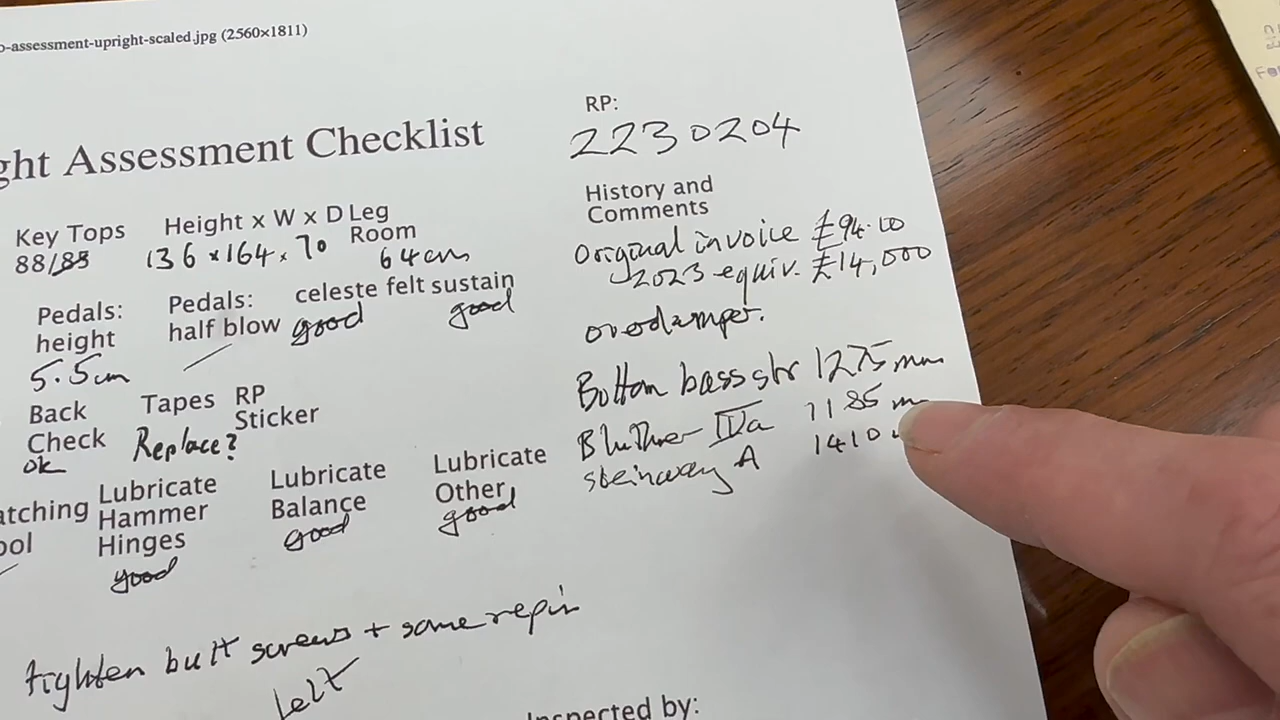 o-assessment-upright-scaled.jpg (2560×1811)
ght Assessment Checklist
RP:
2230204
History and
Comments
Original invoice £94.00
2023 equiv. £14,000
overdamper.
Bottom bass str 1275 mm
Bluthner IVa 1185 m
Steinway A 1410
Key Tops
88/88
Height x W x D
136 × 164 × 70
Leg
Room
64cm
Pedals:
height
5.5cm
Pedals:
half blow
celeste felt
good
sustain
good
Back
Check
ok
Tapes
Replace?
RP
Sticker
atching
ool
Lubricate
Hammer
Hinges
good
Lubricate
Balance
good
Lubricate
Other
good
tighten butt screws + some repin
left
Inspected by: